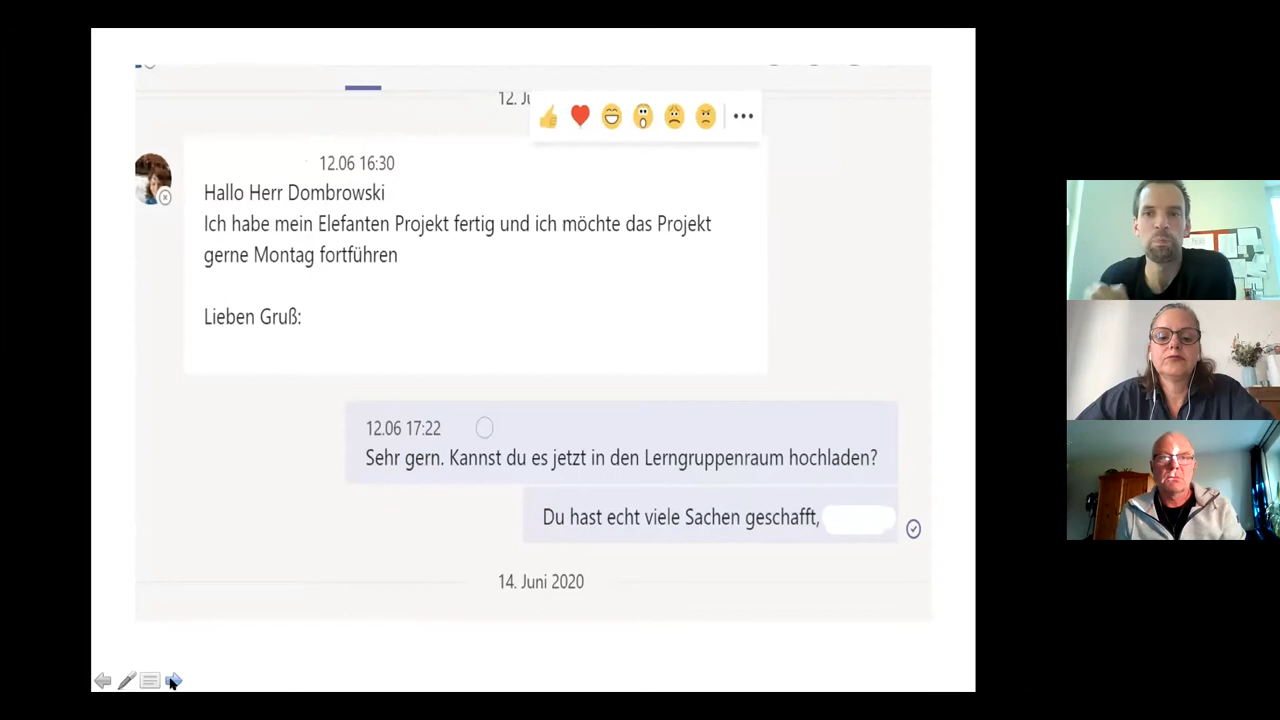 12. Ju
12.06 16:30
Hallo Herr Dombrowski
Ich habe mein Elefanten Projekt fertig und ich möchte das Projekt
gerne Montag fortführen
Lieben Gruß:
12.06 17:22
Sehr gern. Kannst du es jetzt in den Lerngruppenraum hochladen?
Du hast echt viele Sachen geschafft,
14. Juni 2020